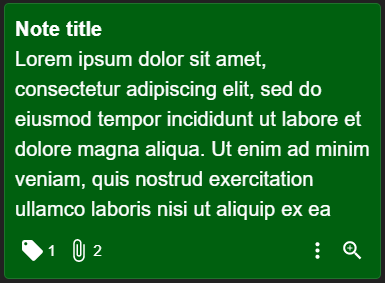 Note title
Lorem ipsum dolor sit amet,
consectetur adipiscing elit, sed do
eiusmod tempor incididunt ut labore et
dolore magna aliqua. Ut enim ad minim
veniam, quis nostrud exercitation
ullamco laboris nisi ut aliquip ex ea
1 2